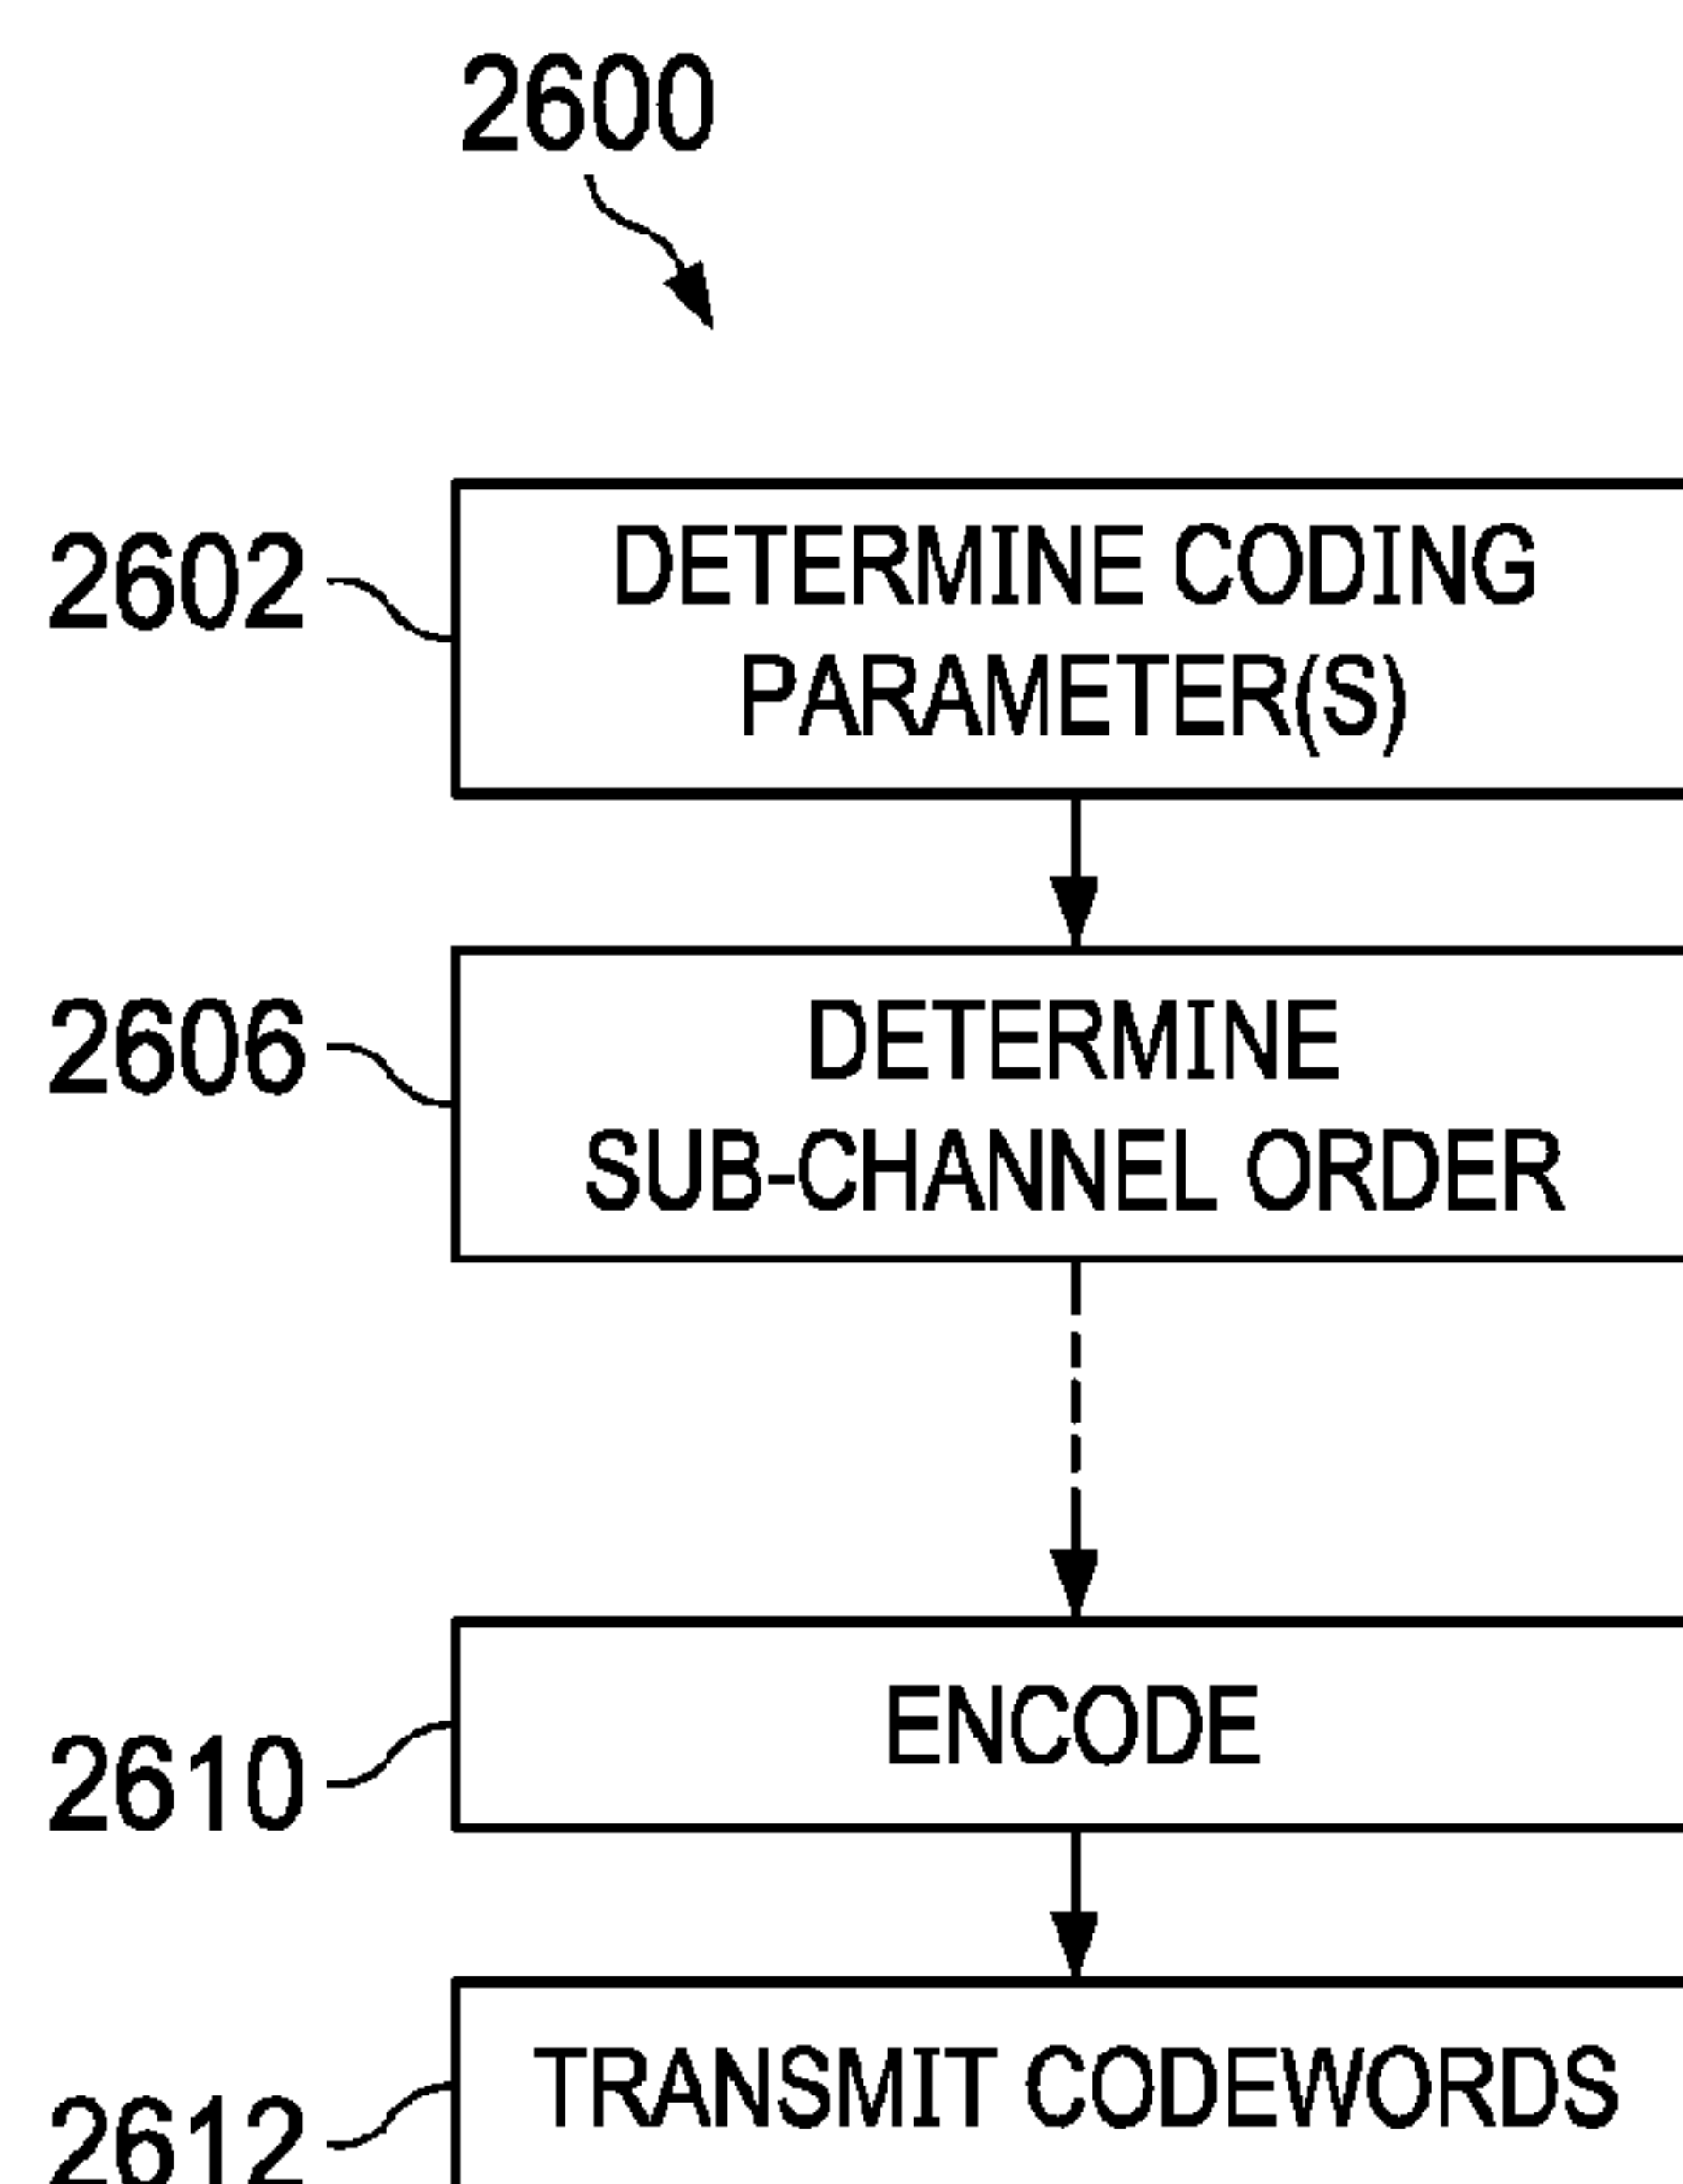 2600
2602
DETERMINE CODING
PARAMETER(S)
2606
DETERMINE
SUB-CHANNEL ORDER
2610
ENCODE
2612
TRANSMIT CODEWORDS